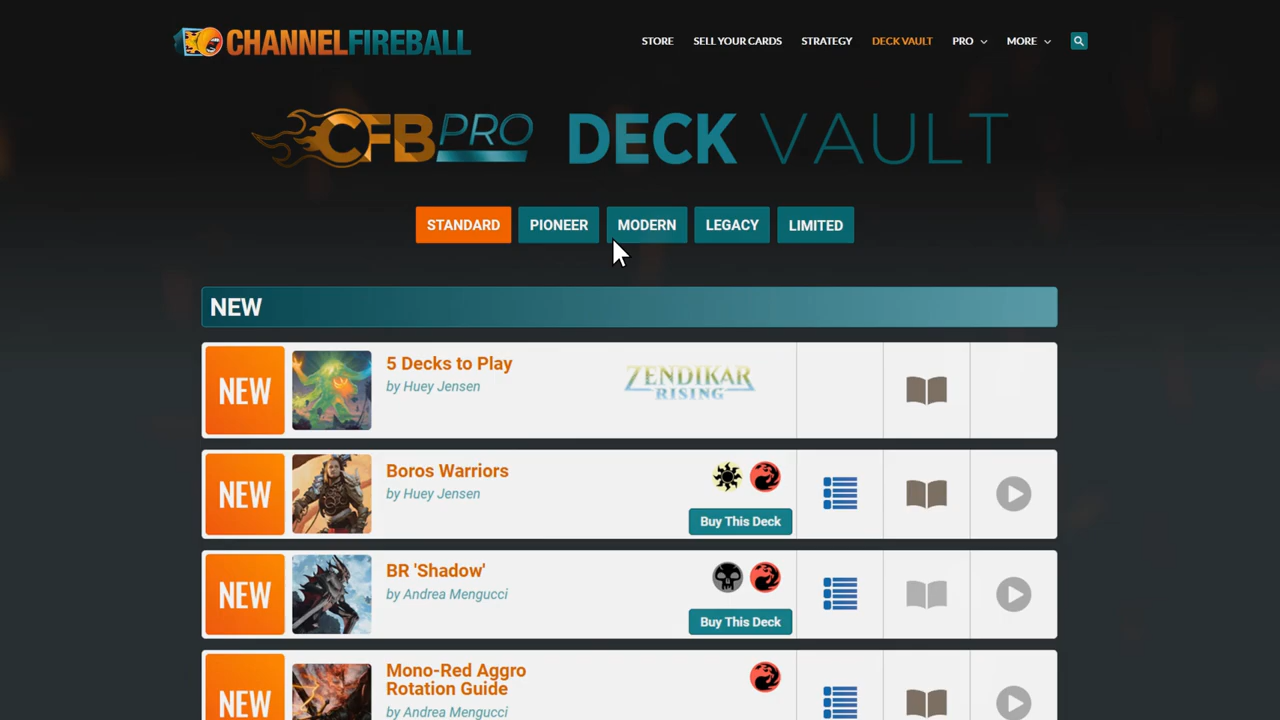 CHANNELFIREBALL
STORE SELL YOUR CARDS STRATEGY DECK VAULT PRO MORE
CFB PRO DECK VAULT
STANDARD PIONEER MODERN LEGACY LIMITED
NEW
NEW 5 Decks to Play
by Huey Jensen
ZENDIKAR
RISING
NEW Boros Warriors
by Huey Jensen
Buy This Deck
NEW BR 'Shadow'
by Andrea Mengucci
Buy This Deck
NEW Mono-Red Aggro
Rotation Guide
by Andrea Mengucci